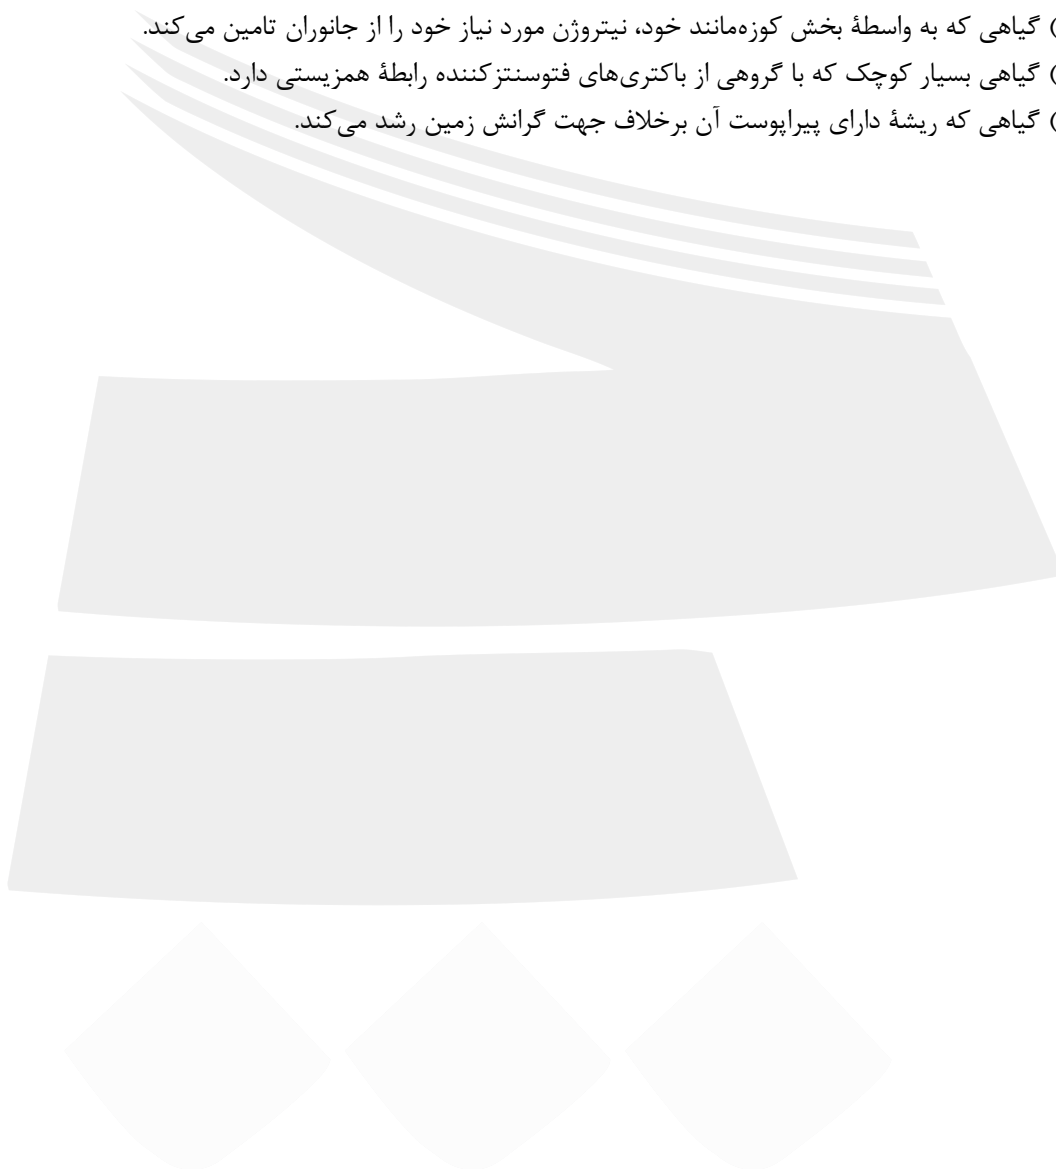 ) گیاهی که به واسطهٔ بخش کوزه‌مانند خود، نیتروژن مورد نیاز خود را از جانوران تامین می‌کند.
) گیاهی بسیار کوچک که با گروهی از باکتری‌های فتوسنتزکننده رابطهٔ همزیستی دارد.
) گیاهی که ریشهٔ دارای پیراپوست آن برخلاف جهت گرانش زمین رشد می‌کند.